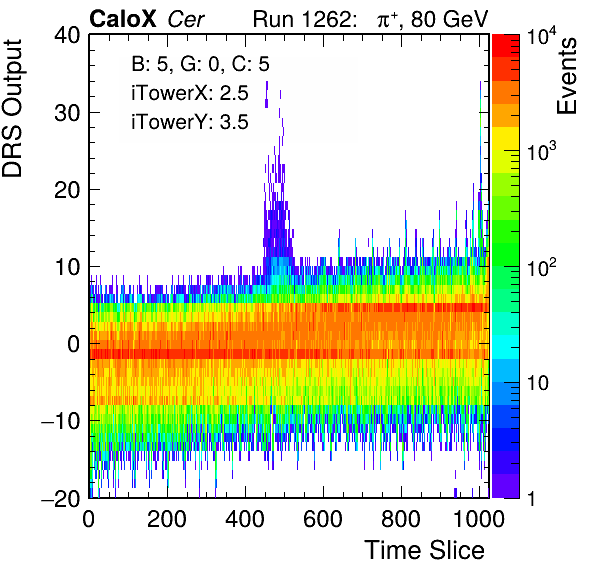 CaloX Cer Run 1262: π⁺, 80 GeV
B: 5, G: 0, C: 5
iTowerX: 2.5
iTowerY: 3.5
DRS Output
40
30
20
10
0
−10
−20
0 200 400 600 800 1000
Time Slice
Events
10⁴
10³
10²
10
1